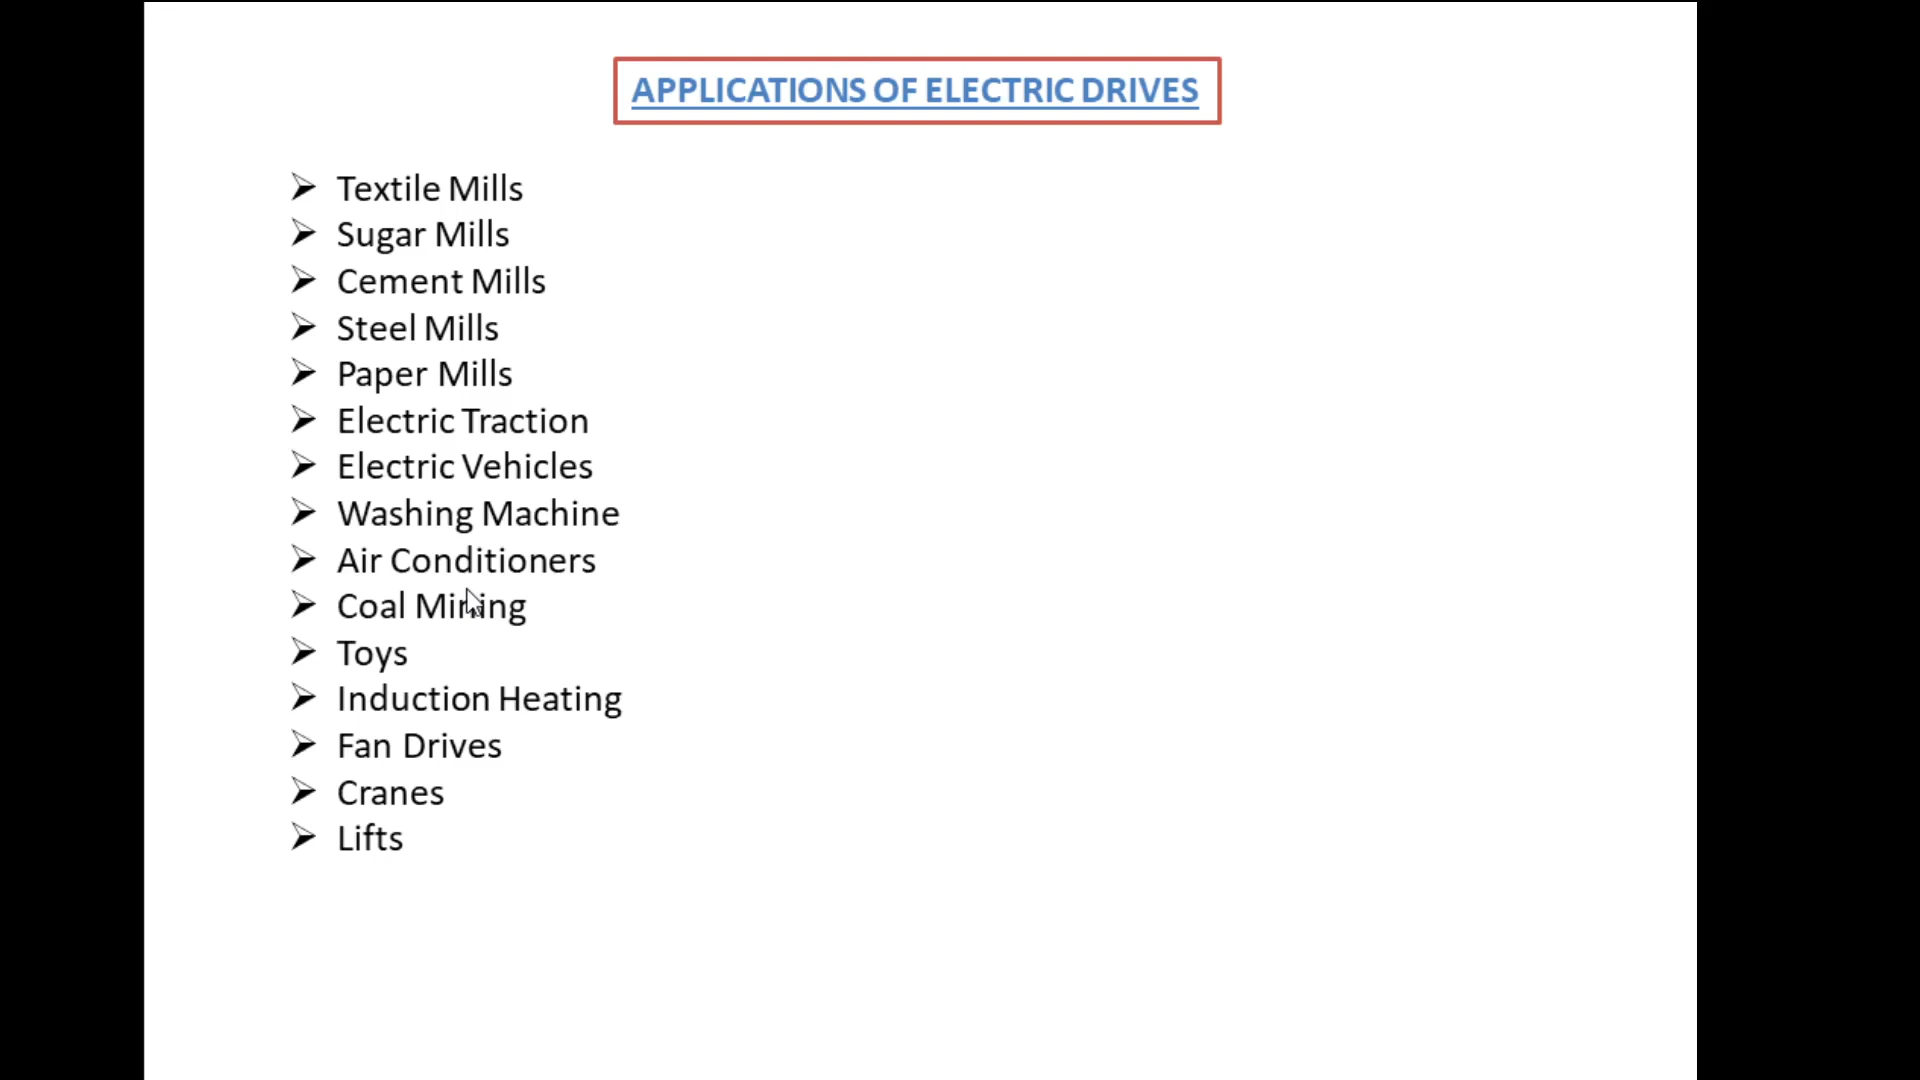 APPLICATIONS OF ELECTRIC DRIVES
Textile Mills
Sugar Mills
Cement Mills
Steel Mills
Paper Mills
Electric Traction
Electric Vehicles
Washing Machine
Air Conditioners
Coal Mining
Toys
Induction Heating
Fan Drives
Cranes
Lifts